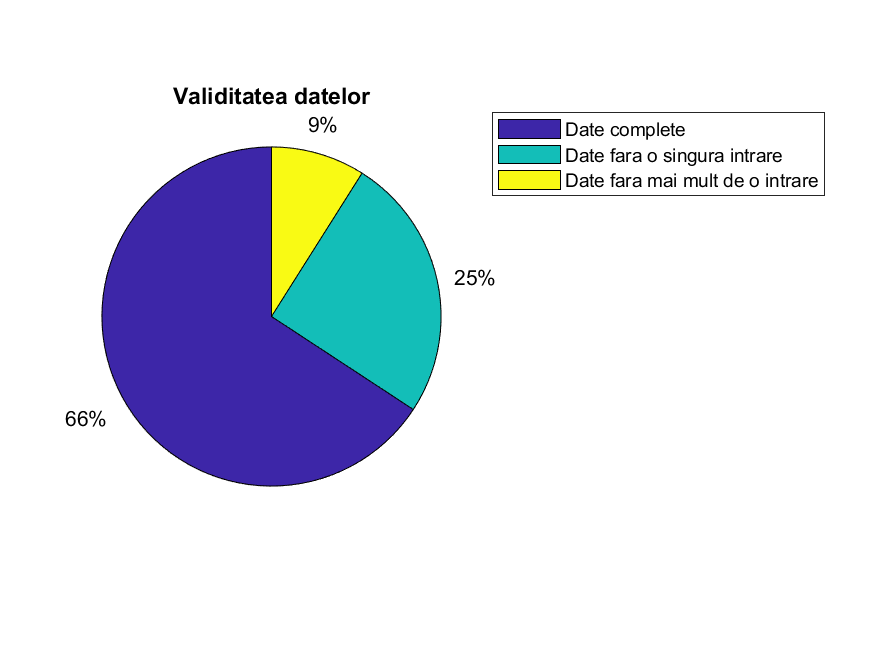 Validitatea datelor
9%
25%
66%
Date complete
Date fara o singura intrare
Date fara mai mult de o intrare